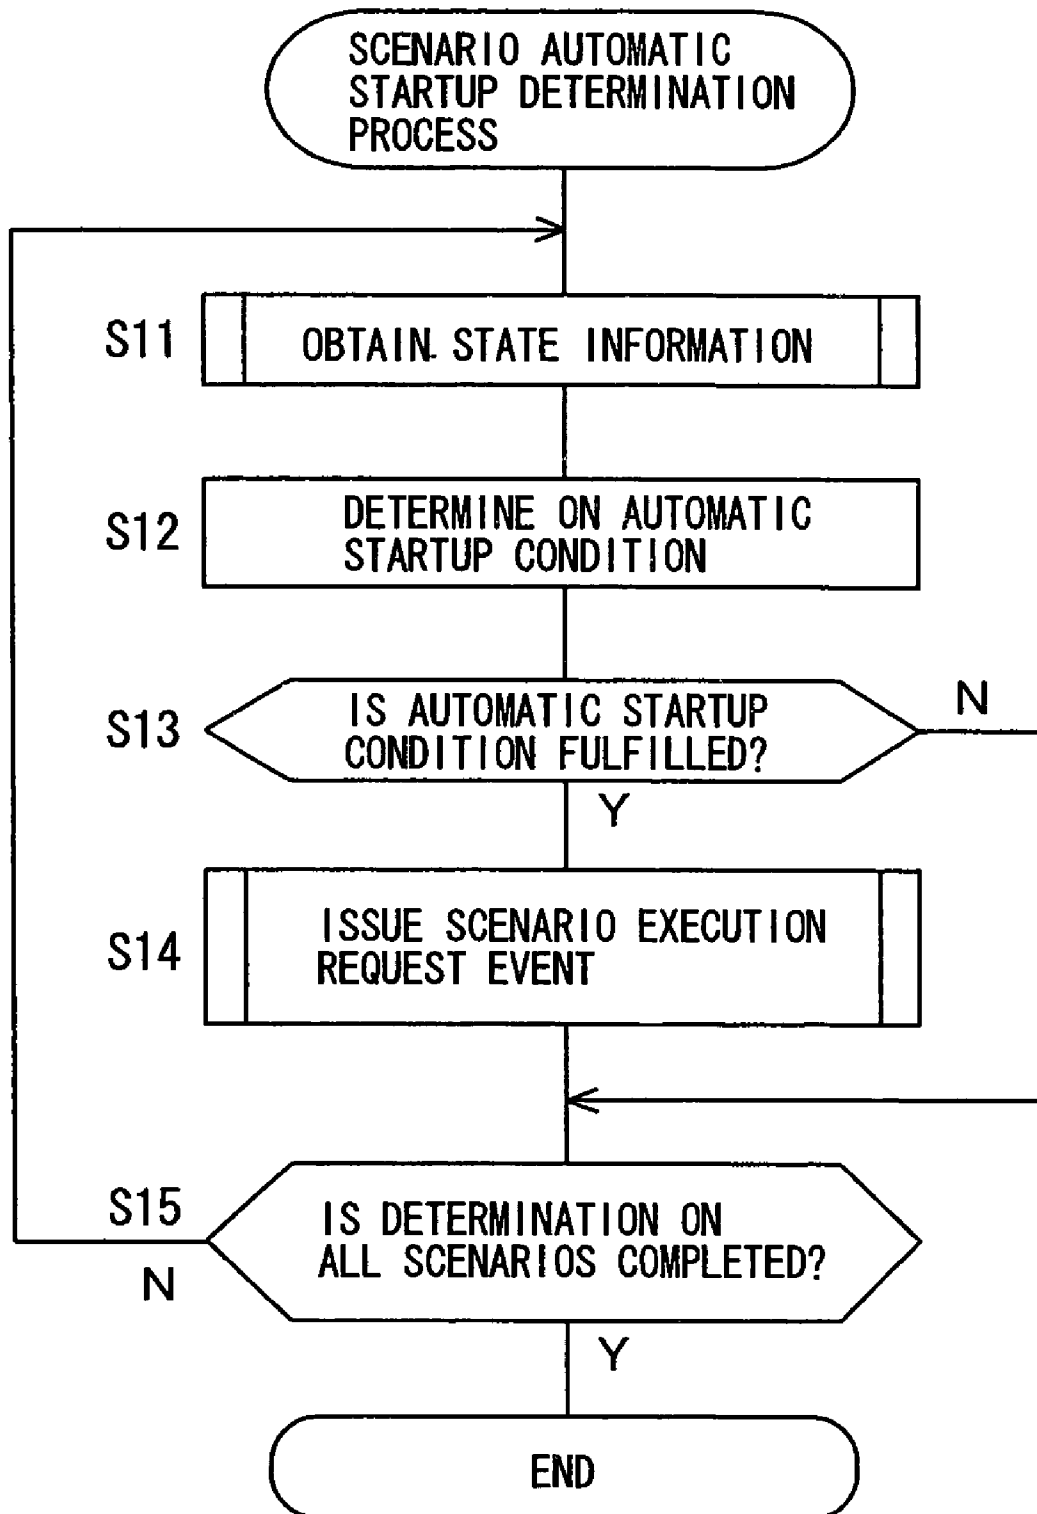 SCENARIO AUTOMATIC
STARTUP DETERMINATION
PROCESS
S11
OBTAIN STATE INFORMATION
S12
DETERMINE ON AUTOMATIC
STARTUP CONDITION
S13
IS AUTOMATIC STARTUP
CONDITION FULFILLED?
N
Y
S14
ISSUE SCENARIO EXECUTION
REQUEST EVENT
S15
IS DETERMINATION ON
ALL SCENARIOS COMPLETED?
N
Y
END